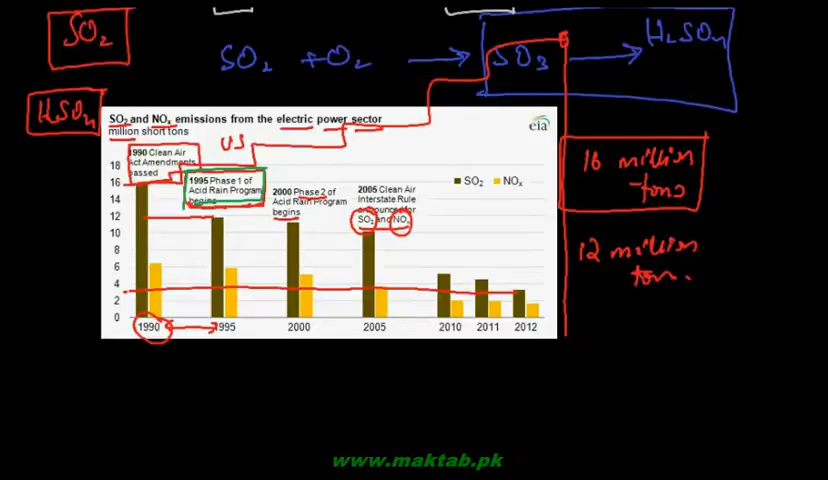 SO2
SO2 + O2 → SO3 → H2SO4
H2SO4
SO2 and NOx emissions from the electric power sector
million short tons
eia
US
1990 Clean Air
Act Amendments
passed
1995 Phase 1 of
Acid Rain Program
begins
2000 Phase 2 of
Acid Rain Program
begins
2005 Clean Air
Interstate Rule
announced for
SO2 and NOx
SO2 NOx
18
16
14
12
10
8
6
4
2
0
1990 1995 2000 2005 2010 2011 2012
16 million
tons
12 million
ton.
www.maktab.pk